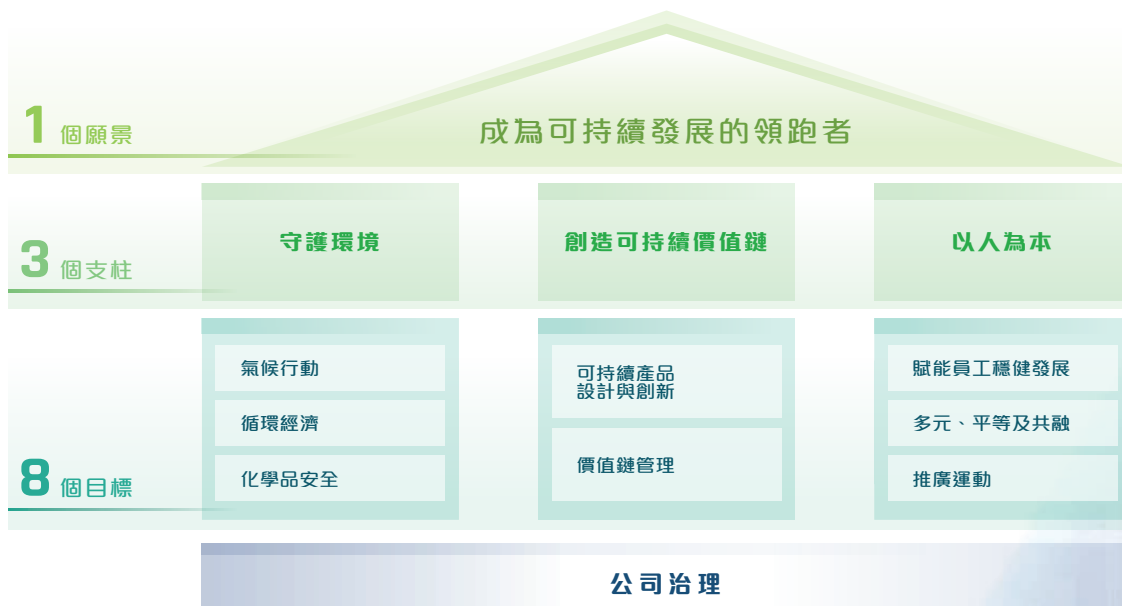 1 個願景
成為可持續發展的領跑者
3 個支柱
守護環境
創造可持續價值鏈
以人為本
8 個目標
氣候行動
循環經濟
化學品安全
可持續產品
設計與創新
價值鏈管理
賦能員工穩健發展
多元、平等及共融
推廣運動
公司治理